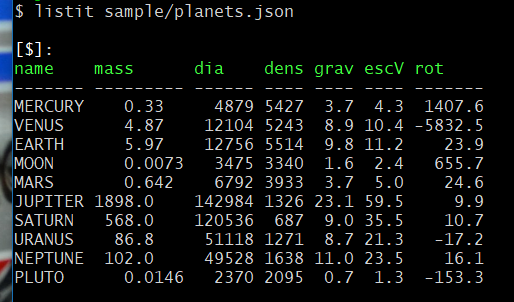 $ listit sample/planets.json
[$]:
name    mass       dia    dens grav escV rot
------- --------- ------ ---- ---- ---- -------
MERCURY    0.33     4879 5427  3.7  4.3  1407.6
VENUS      4.87    12104 5243  8.9 10.4 -5832.5
EARTH      5.97    12756 5514  9.8 11.2    23.9
MOON       0.0073   3475 3340  1.6  2.4   655.7
MARS       0.642    6792 3933  3.7  5.0    24.6
JUPITER 1898.0    142984 1326 23.1 59.5     9.9
SATURN   568.0    120536  687  9.0 35.5    10.7
URANUS    86.8     51118 1271  8.7 21.3   -17.2
NEPTUNE  102.0     49528 1638 11.0 23.5    16.1
PLUTO      0.0146   2370 2095  0.7  1.3  -153.3